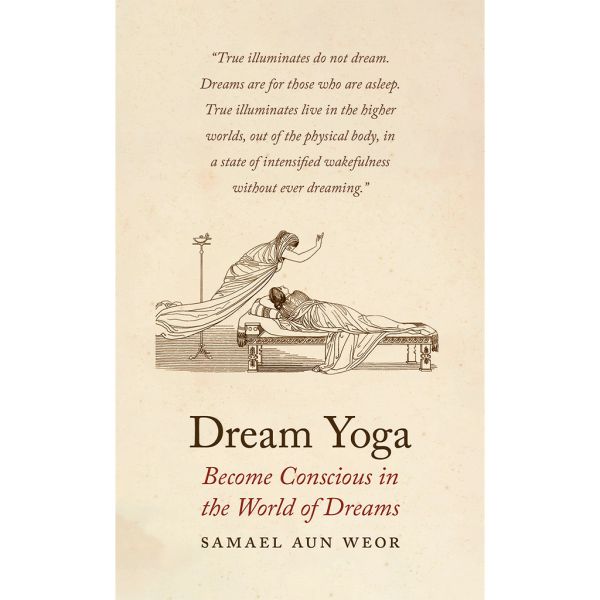 “True illuminates do not dream.
Dreams are for those who are asleep.
True illuminates live in the higher
worlds, out of the physical body, in
a state of intensified wakefulness
without ever dreaming.”
Dream Yoga
Become Conscious in
the World of Dreams
SAMAEL AUN WEOR